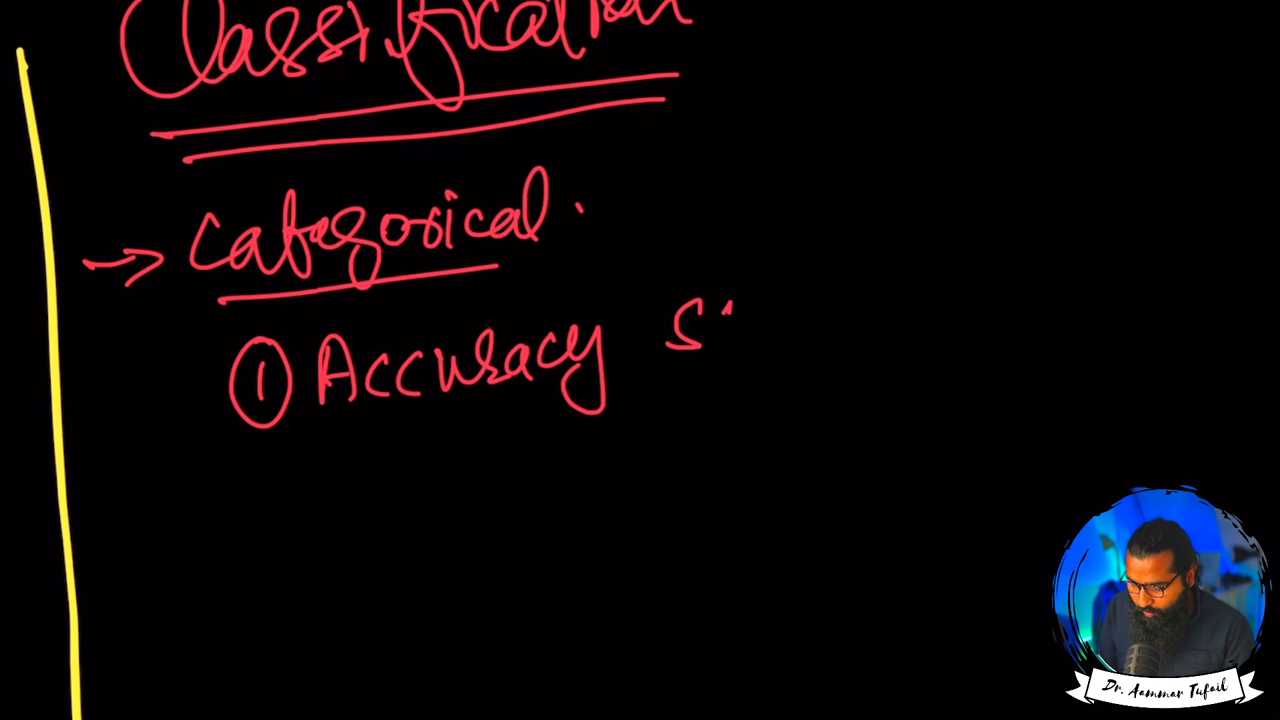 Classification
→ Categorical.
① Accuracy S
Dr. Aammar Tufail